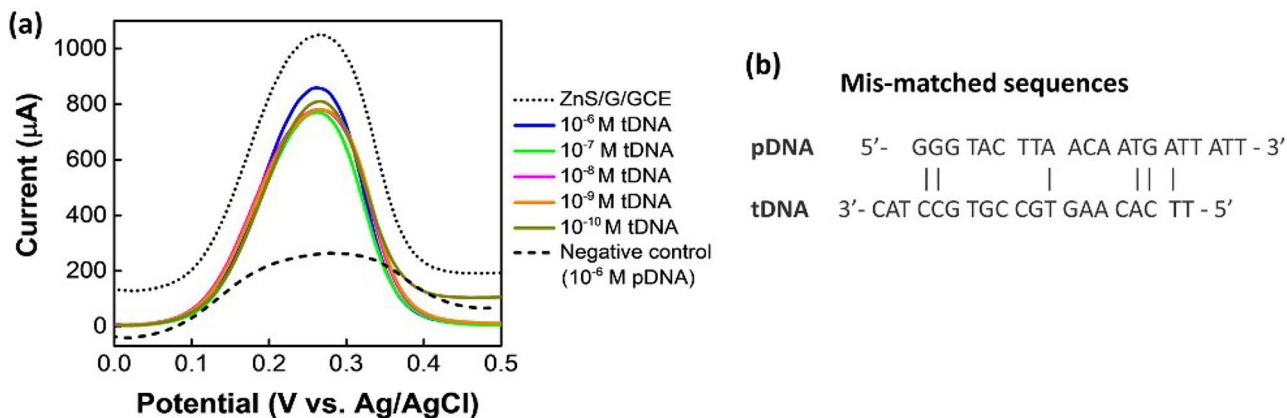 (a)
1000
800
600
400
200
0
Current (μA)
0.0 0.1 0.2 0.3 0.4 0.5
Potential (V vs. Ag/AgCl)
ZnS/G/GCE
10⁻⁶ M tDNA
10⁻⁷ M tDNA
10⁻⁸ M tDNA
10⁻⁹ M tDNA
10⁻¹⁰ M tDNA
Negative control
(10⁻⁶ M pDNA)
(b)
Mis-matched sequences
pDNA 5’- GGG TAC TTA ACA ATG ATT ATT - 3’
tDNA 3’- CAT CCG TGC CGT GAA CAC TT - 5’